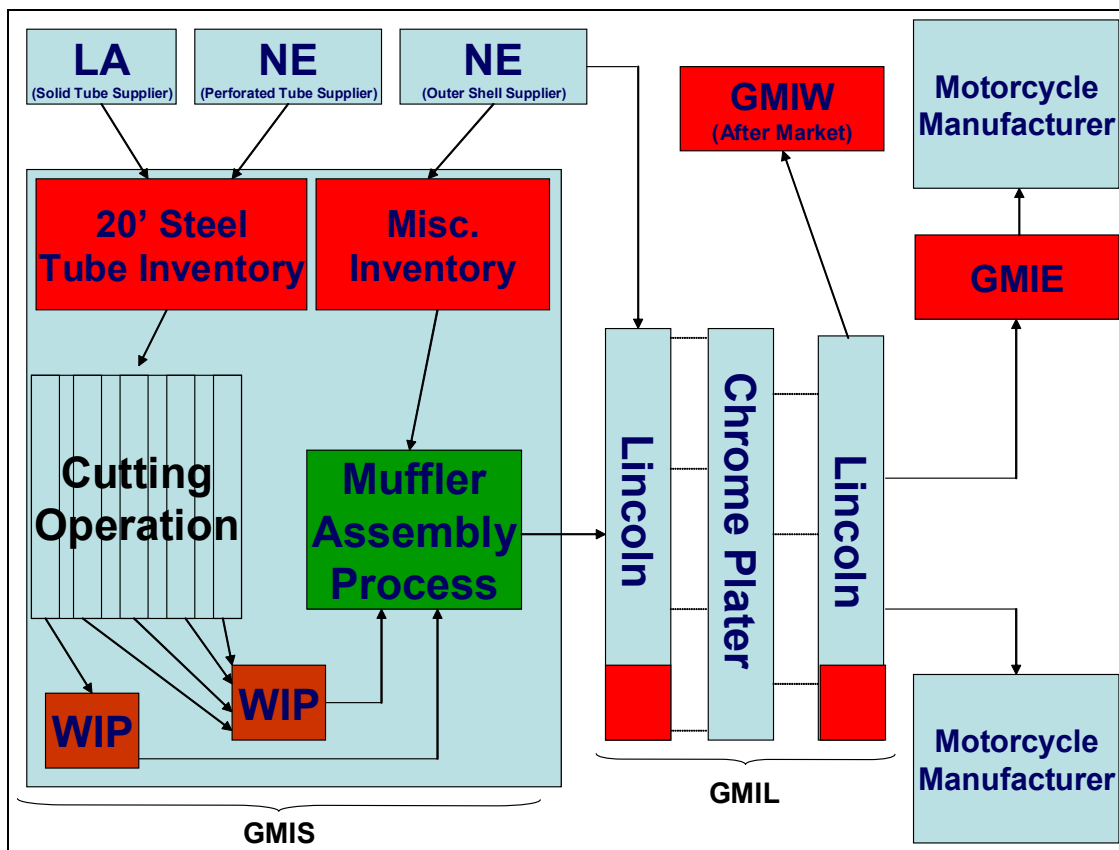 LA
(Solid Tube Supplier)
NE
(Perforated Tube Supplier)
NE
(Outer Shell Supplier)
GMIW
(After Market)
Motorcycle
Manufacturer
20’ Steel
Tube Inventory
Misc.
Inventory
GMIE
Cutting
Operation
Muffler
Assembly
Process
Lincoln
Chrome Plater
Lincoln
WIP
WIP
Motorcycle
Manufacturer
GMIS
GMIL